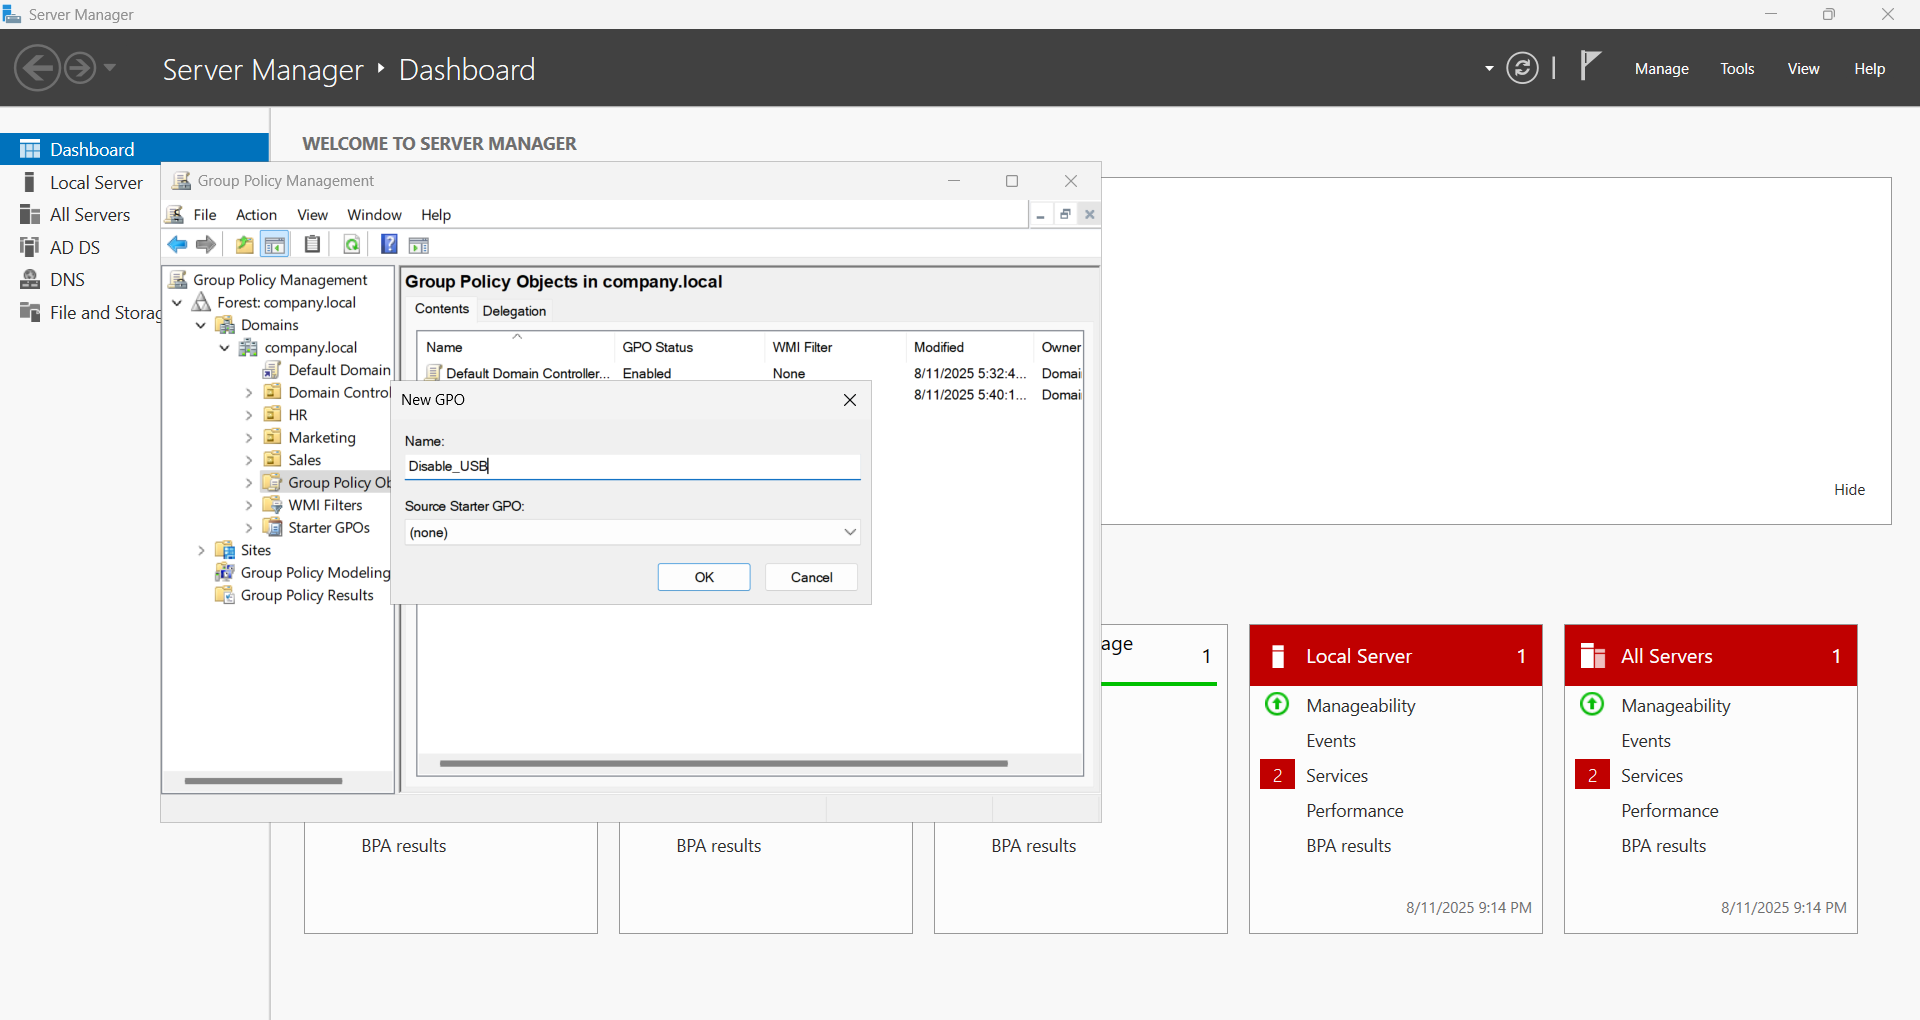 Server Manager
Server Manager
Dashboard
Manage
Tools
View
Help
Dashboard
Local Server
All Servers
AD DS
DNS
File and Storag
WELCOME TO SERVER MANAGER
Group Policy Management
File
Action
View
Window
Help
Group Policy Management
Forest: company.local
Domains
company.local
Default Domain
Domain Control
HR
Marketing
Sales
Group Policy Ob
WMI Filters
Starter GPOs
Sites
Group Policy Modeling
Group Policy Results
Group Policy Objects in company.local
Contents
Delegation
Name
GPO Status
WMI Filter
Modified
Owner
Default Domain Controller...
Enabled
None
8/11/2025 5:32:4...
Domai
8/11/2025 5:40:1...
Domai
New GPO
Name:
Disable_USB
Source Starter GPO:
(none)
OK
Cancel
Hide
age
1
BPA results
BPA results
BPA results
Local Server
1
Manageability
Events
2
Services
Performance
BPA results
8/11/2025 9:14 PM
All Servers
1
Manageability
Events
2
Services
Performance
BPA results
8/11/2025 9:14 PM